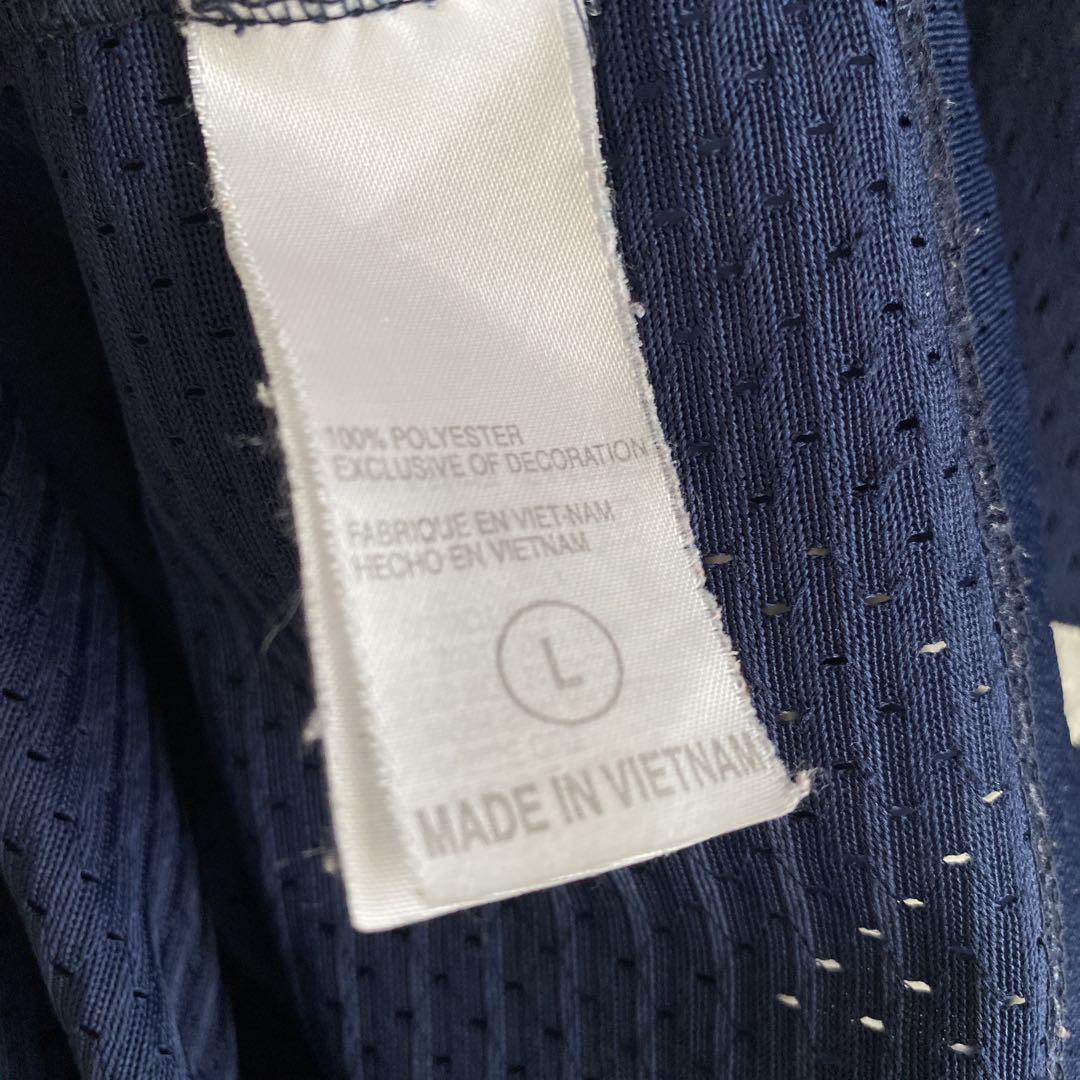 100% POLYESTER
EXCLUSIVE OF DECORATION
FABRIQUE EN VIET-NAM
HECHO EN VIETNAM
L
MADE IN VIETNAM